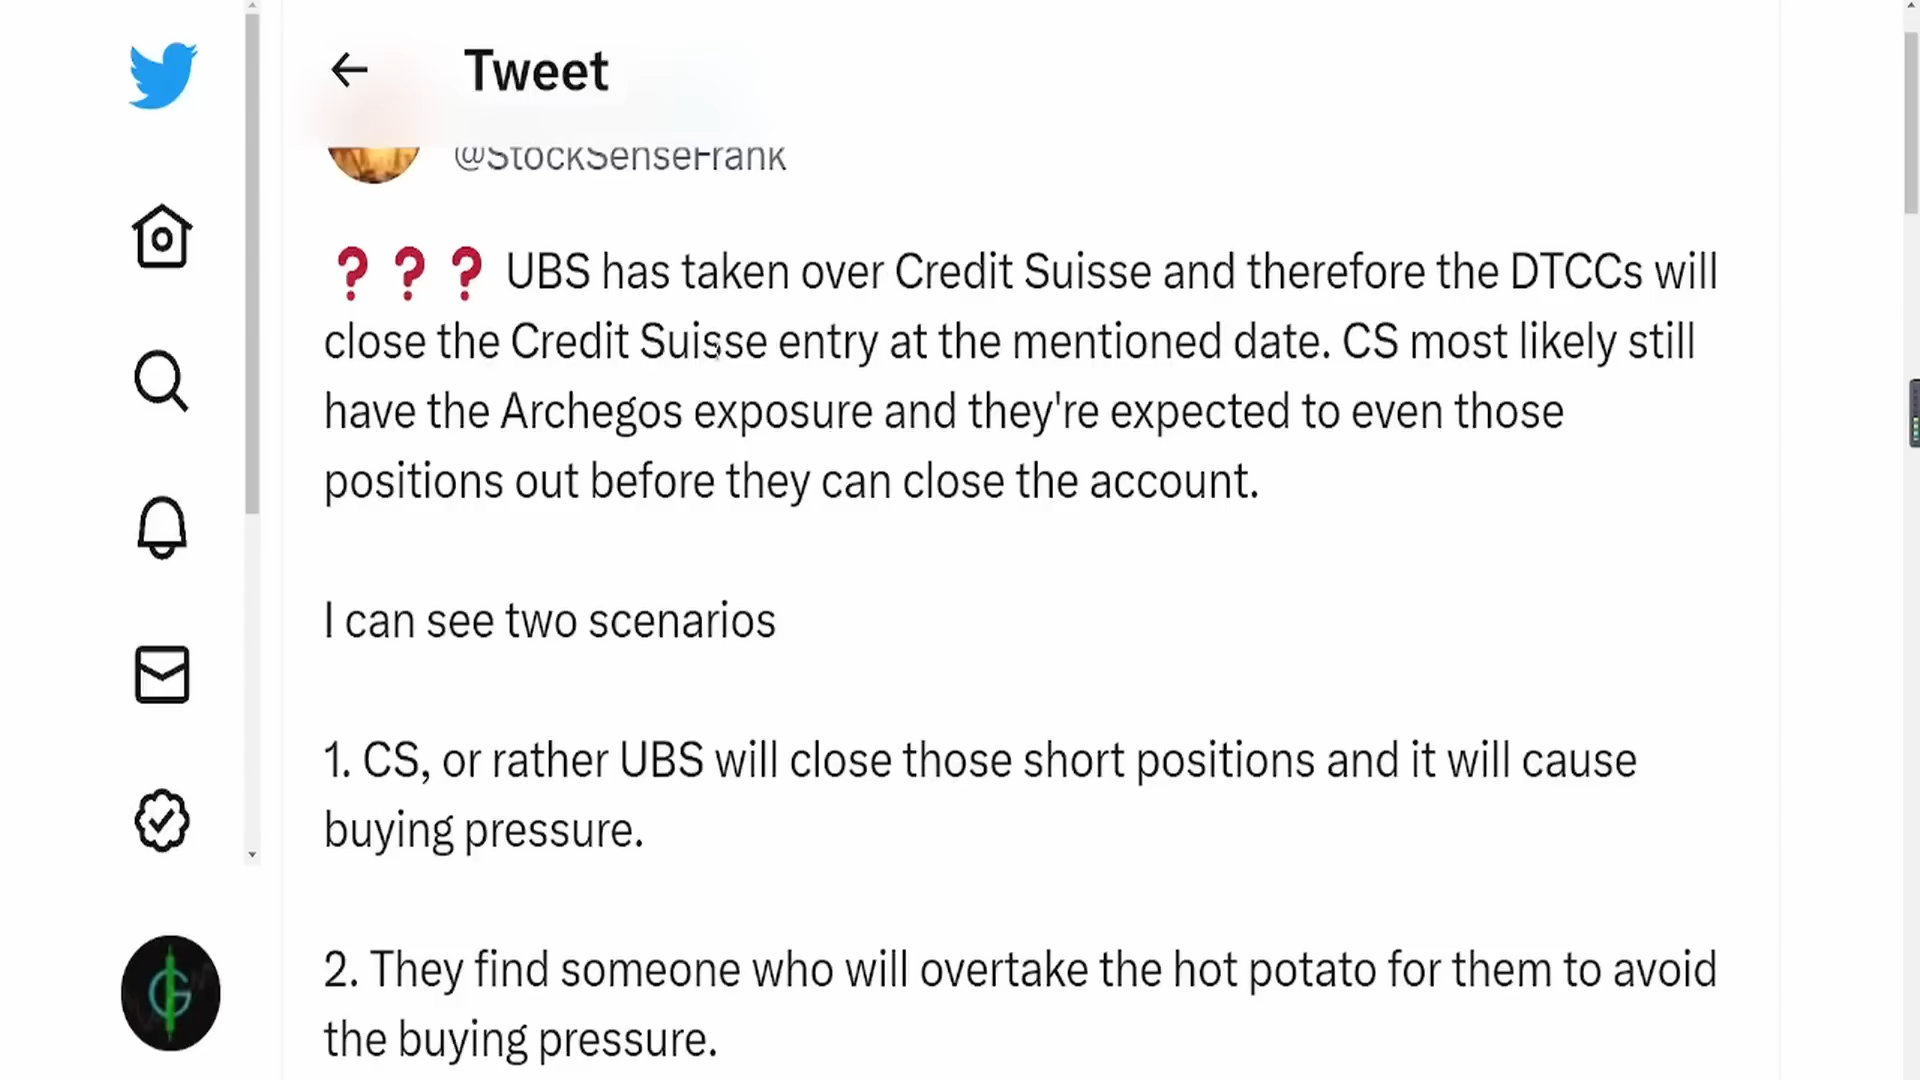 Tweet
@StockSenseFrank
❓❓❓ UBS has taken over Credit Suisse and therefore the DTCCs will
close the Credit Suisse entry at the mentioned date. CS most likely still
have the Archegos exposure and they're expected to even those
positions out before they can close the account.
I can see two scenarios
1. CS, or rather UBS will close those short positions and it will cause
buying pressure.
2. They find someone who will overtake the hot potato for them to avoid
the buying pressure.